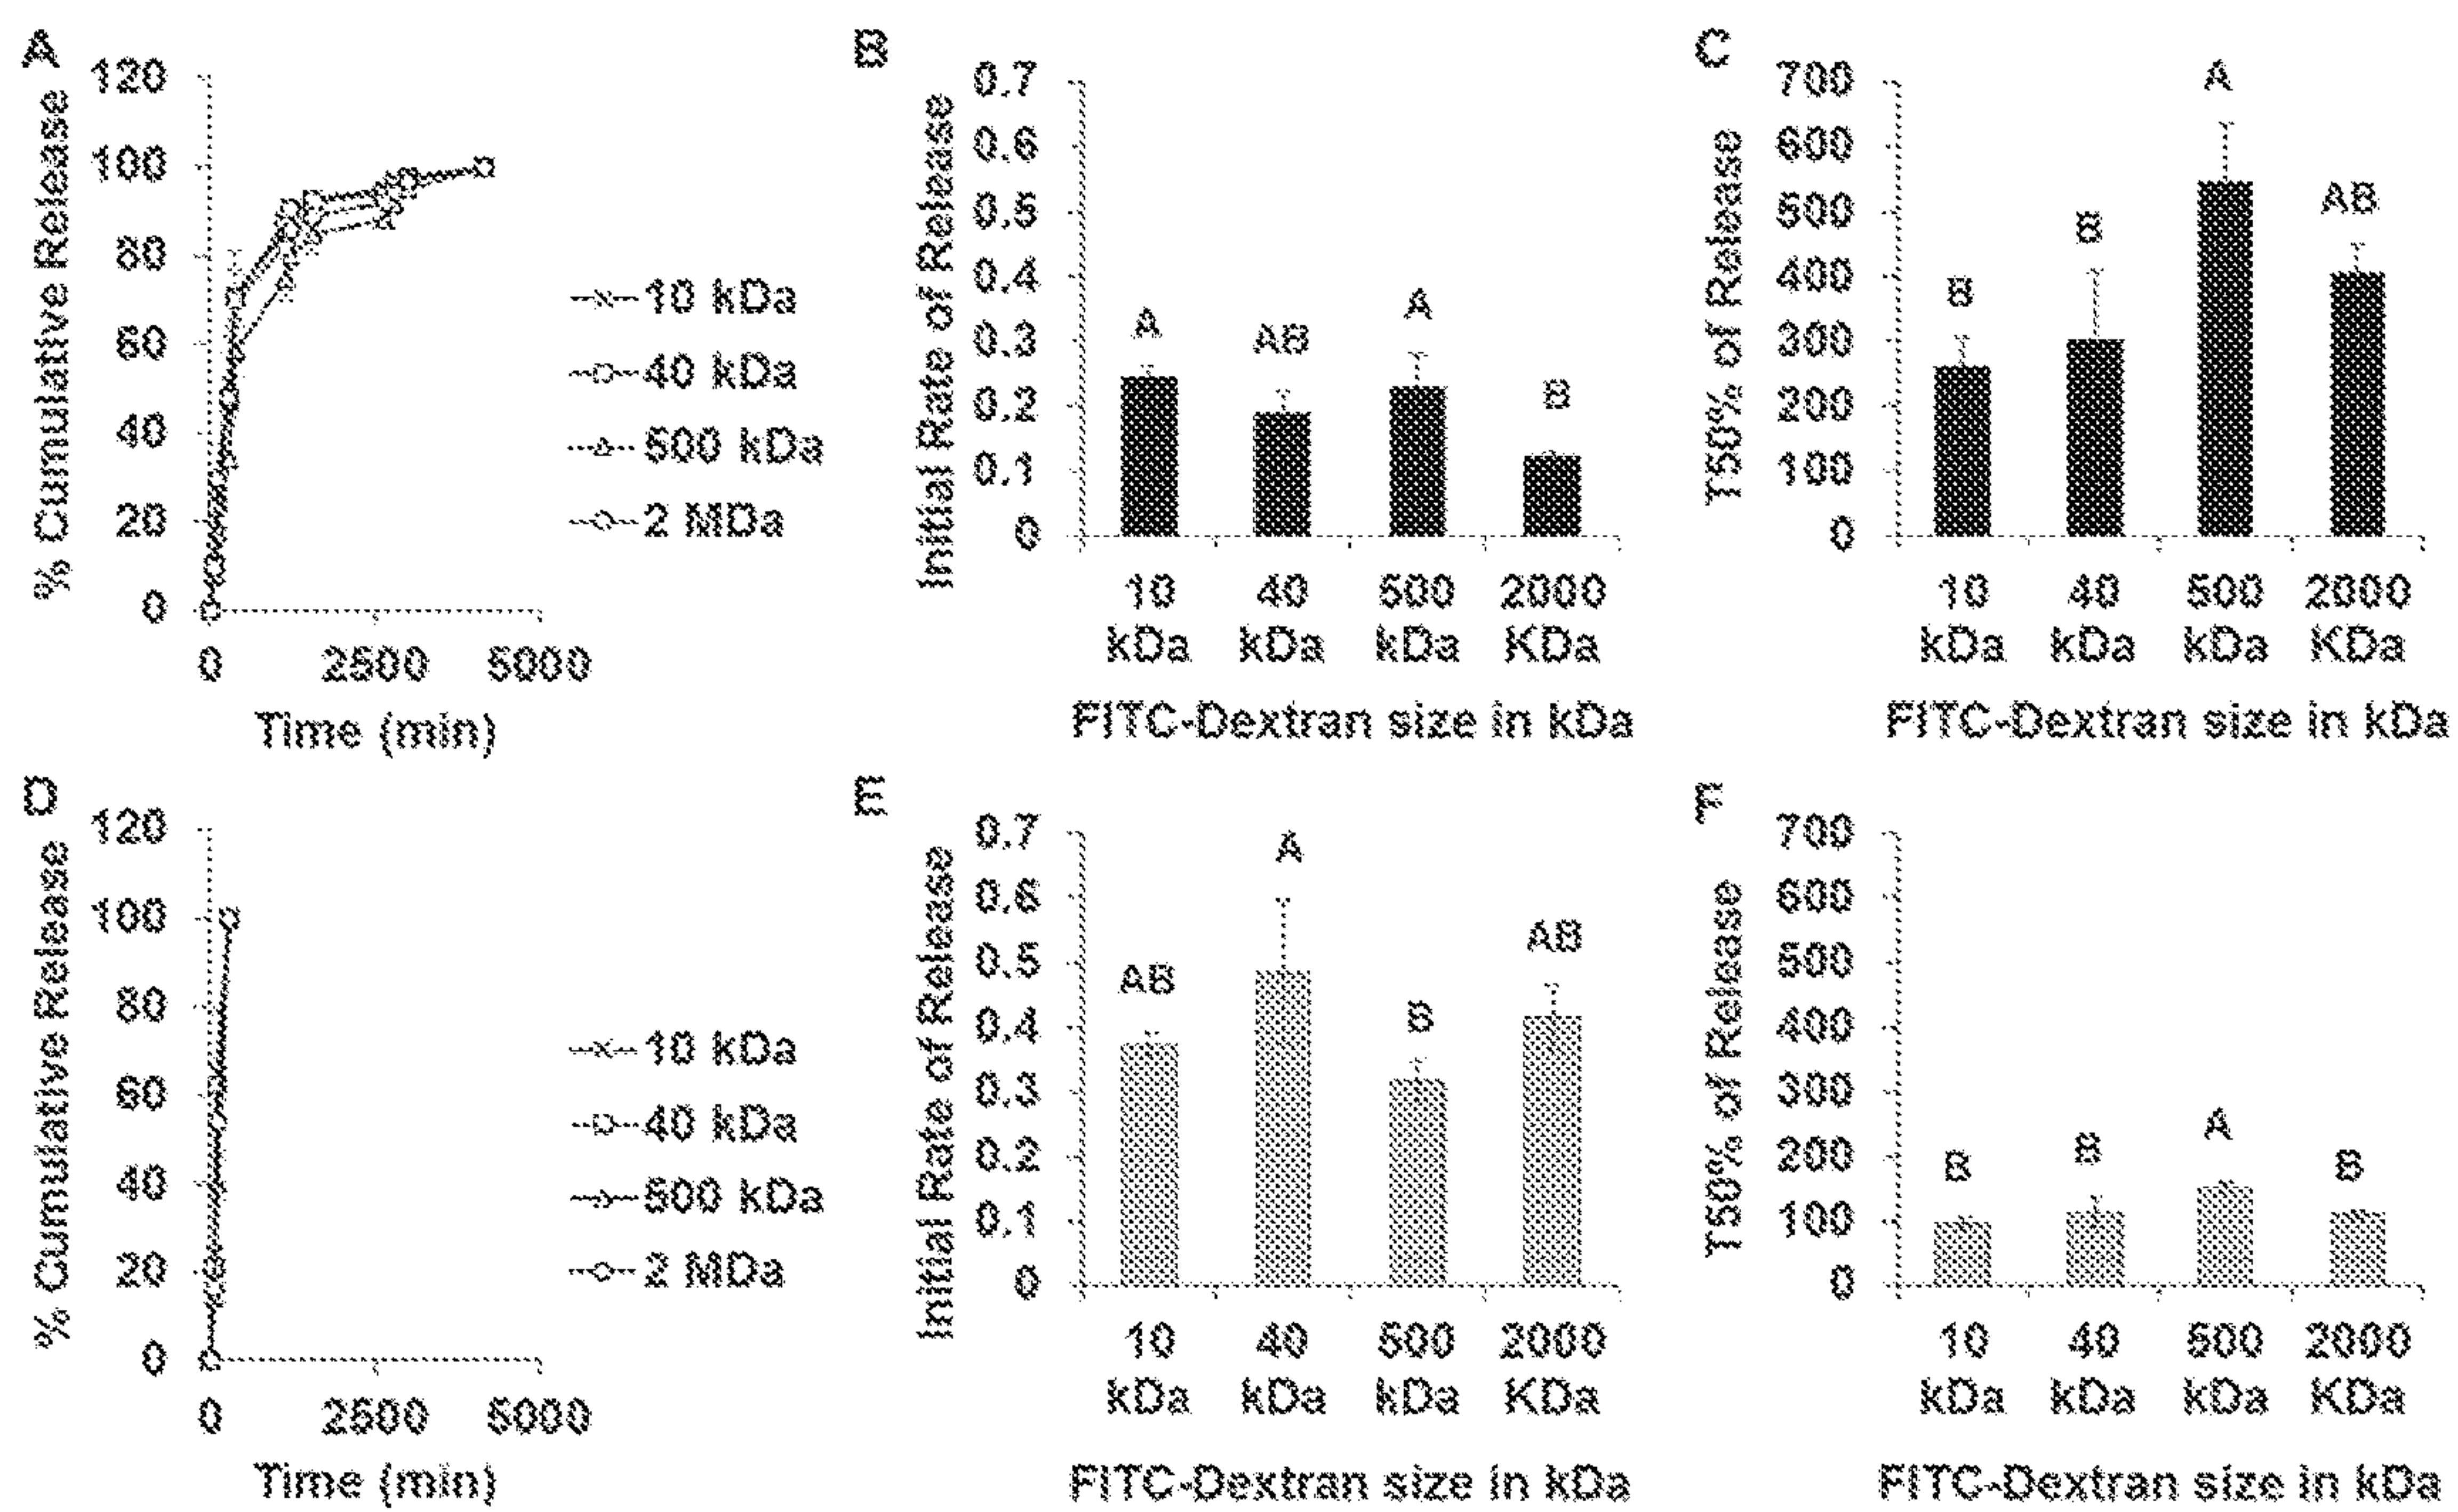 A
120
100
80
60
40
20
0
% Cumulative Release
0 2500 5000
Time (min)
10 kDa
40 kDa
500 kDa
2 MDa
B
0.7
0.6
0.5
0.4
0.3
0.2
0.1
0
Initial Rate of Release
A AB A B
10 40 500 2000
kDa kDa kDa KDa
FITC-Dextran size in kDa
C
700
600
500
400
300
200
100
0
T50% of Release
B B A AB
10 40 500 2000
kDa kDa kDa KDa
FITC-Dextran size in kDa
D
120
100
80
60
40
20
0
% Cumulative Release
0 2500 5000
Time (min)
10 kDa
40 kDa
500 kDa
2 MDa
E
0.7
0.6
0.5
0.4
0.3
0.2
0.1
0
Initial Rate of Release
AB A B AB
10 40 500 2000
kDa kDa kDa KDa
FITC-Dextran size in kDa
F
700
600
500
400
300
200
100
0
T50% of Release
B B A B
10 40 500 2000
kDa kDa kDa KDa
FITC-Dextran size in kDa